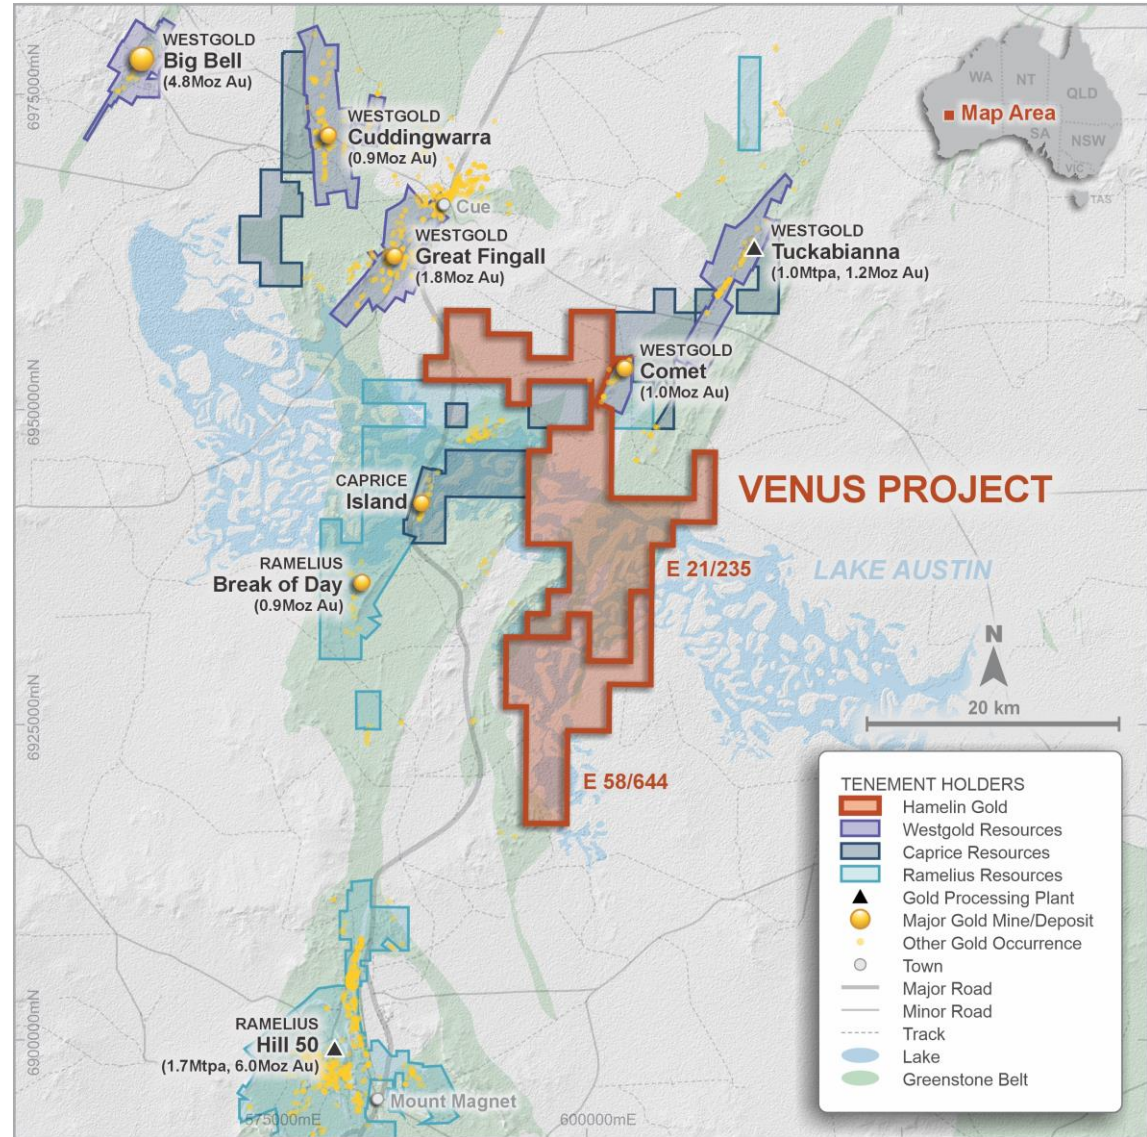 WESTGOLD
Big Bell
(4.8Moz Au)
WESTGOLD
Cuddingwarra
(0.9Moz Au)
Cue
WESTGOLD
Great Fingall
(1.8Moz Au)
WESTGOLD
Tuckabianna
(1.0Mtpa, 1.2Moz Au)
WESTGOLD
Comet
(1.0Moz Au)
CAPRICE
Island
RAMELIUS
Break of Day
(0.9Moz Au)
VENUS PROJECT
E 21/235
LAKE AUSTIN
E 58/644
RAMELIUS
Hill 50
(1.7Mtpa, 6.0Moz Au)
Mount Magnet
6975000mN
6950000mN
6925000mN
6900000mN
575000mE
600000mE
WA
NT
QLD
SA
NSW
VIC
TAS
Map Area
N
20 km
TENEMENT HOLDERS
Hamelin Gold
Westgold Resources
Caprice Resources
Ramelius Resources
Gold Processing Plant
Major Gold Mine/Deposit
Other Gold Occurrence
Town
Major Road
Minor Road
Track
Lake
Greenstone Belt